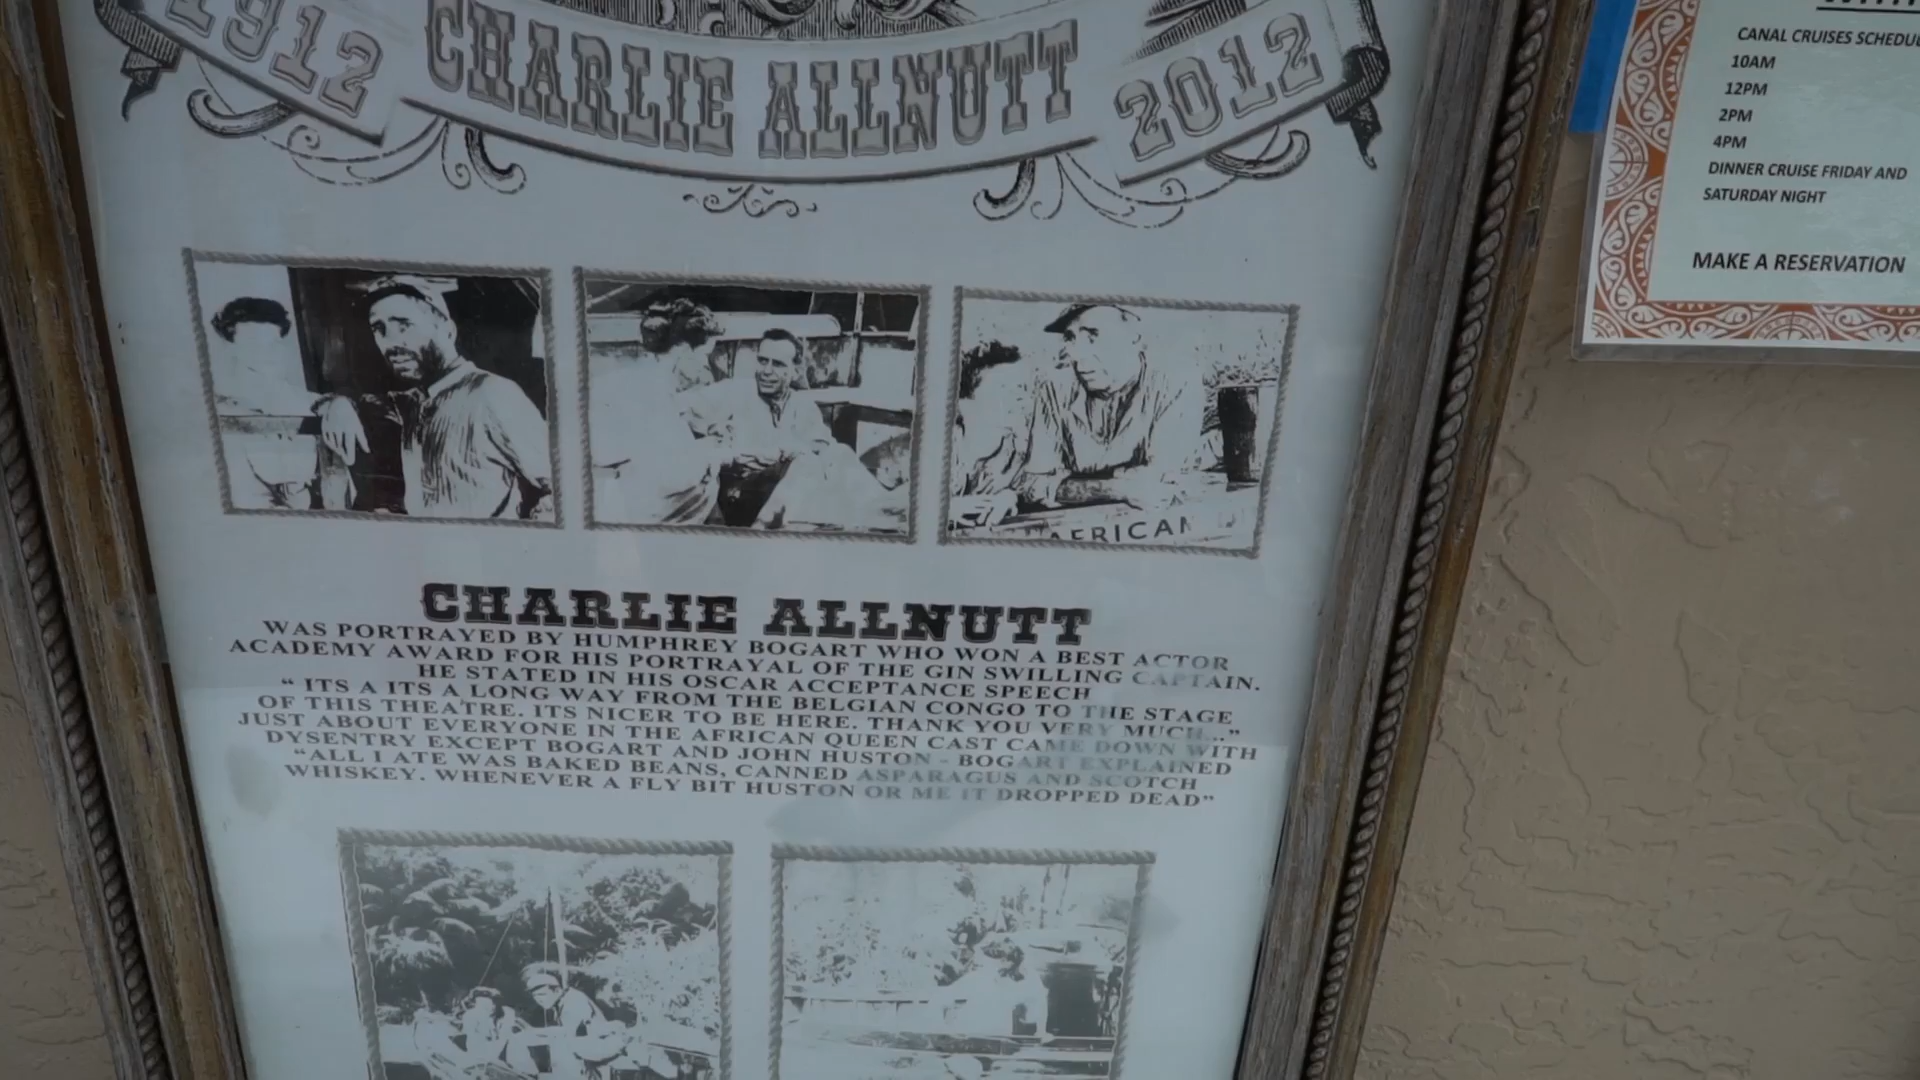 1912 CHARLIE ALLNUTT 2012
AFRICAN
CHARLIE ALLNUTT
WAS PORTRAYED BY HUMPHREY BOGART WHO WON A BEST ACTOR
ACADEMY AWARD FOR HIS PORTRAYAL OF THE GIN SWILLING CAPTAIN.
HE STATED IN HIS OSCAR ACCEPTANCE SPEECH
“ ITS A ITS A LONG WAY FROM THE BELGIAN CONGO TO THE STAGE
OF THIS THEATRE. ITS NICER TO BE HERE. THANK YOU VERY MUCH...”
JUST ABOUT EVERYONE IN THE AFRICAN QUEEN CAST CAME DOWN WITH
DYSENTRY EXCEPT BOGART AND JOHN HUSTON - BOGART EXPLAINED
“ALL I ATE WAS BAKED BEANS, CANNED ASPARAGUS AND SCOTCH
WHISKEY. WHENEVER A FLY BIT HUSTON OR ME IT DROPPED DEAD”
CANAL CRUISES
10AM
12PM
2PM
4PM
DINNER CRUISE FRIDAY AND
SATURDAY NIGHT
MAKE A RESERVATION